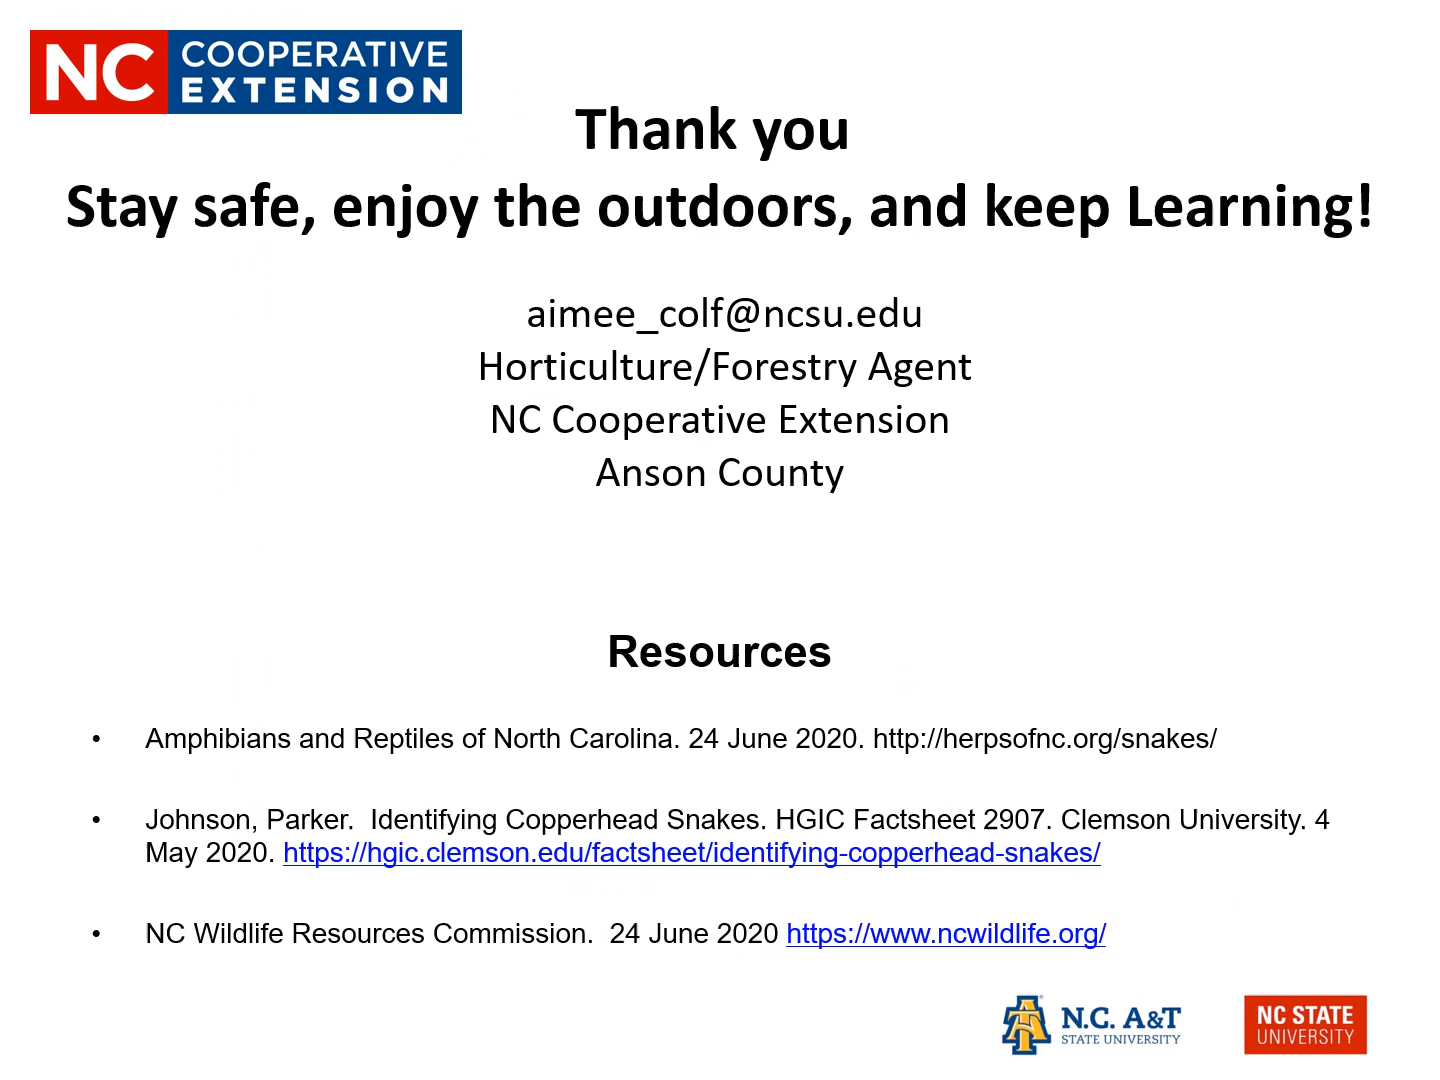 NC COOPERATIVE
EXTENSION
Thank you
Stay safe, enjoy the outdoors, and keep Learning!
aimee_colf@ncsu.edu
Horticulture/Forestry Agent
NC Cooperative Extension
Anson County
Resources
• Amphibians and Reptiles of North Carolina. 24 June 2020. http://herpsofnc.org/snakes/
• Johnson, Parker.  Identifying Copperhead Snakes. HGIC Factsheet 2907. Clemson University. 4
May 2020. https://hgic.clemson.edu/factsheet/identifying-copperhead-snakes/
• NC Wildlife Resources Commission.  24 June 2020 https://www.ncwildlife.org/
N.C. A&T
STATE UNIVERSITY
NC STATE
UNIVERSITY